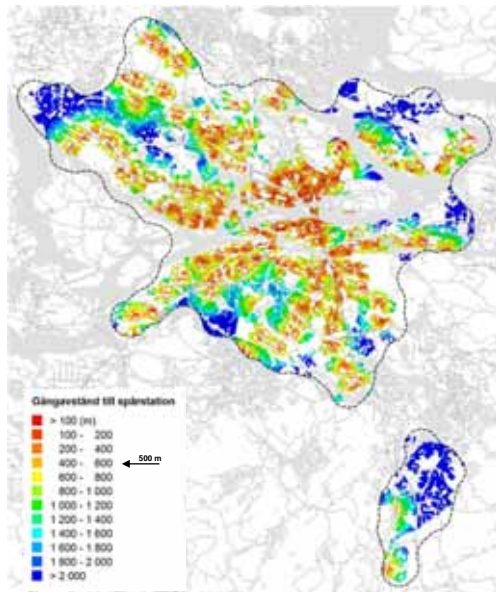 Gångavstånd till spårstation
> 100 (m)
100 - 200
200 - 400
400 - 600 500 m
600 - 800
800 - 1 000
1 000 - 1 200
1 200 - 1 400
1 400 - 1 600
1 600 - 1 800
1 800 - 2 000
> 2 000